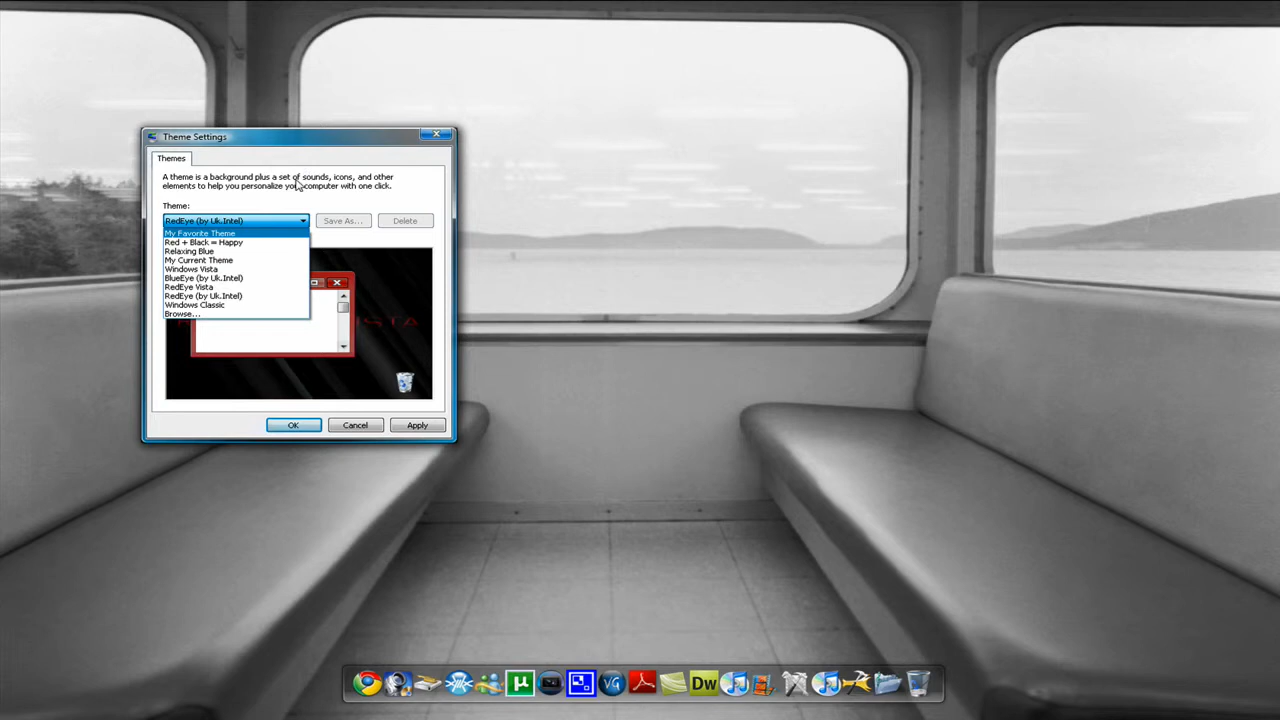 Theme Settings
Themes
A theme is a background plus a set of sounds, icons, and other
elements to help you personalize your computer with one click.
Theme:
RedEye (by Uk.Intel)
Save As...
Delete
My Favorite Theme
Red + Black = Happy
Relaxing Blue
My Current Theme
Windows Vista
BlueEye (by Uk.Intel)
RedEye Vista
RedEye (by Uk.Intel)
Windows Classic
Browse...
ISTA
OK
Cancel
Apply
µ
VG
Dw